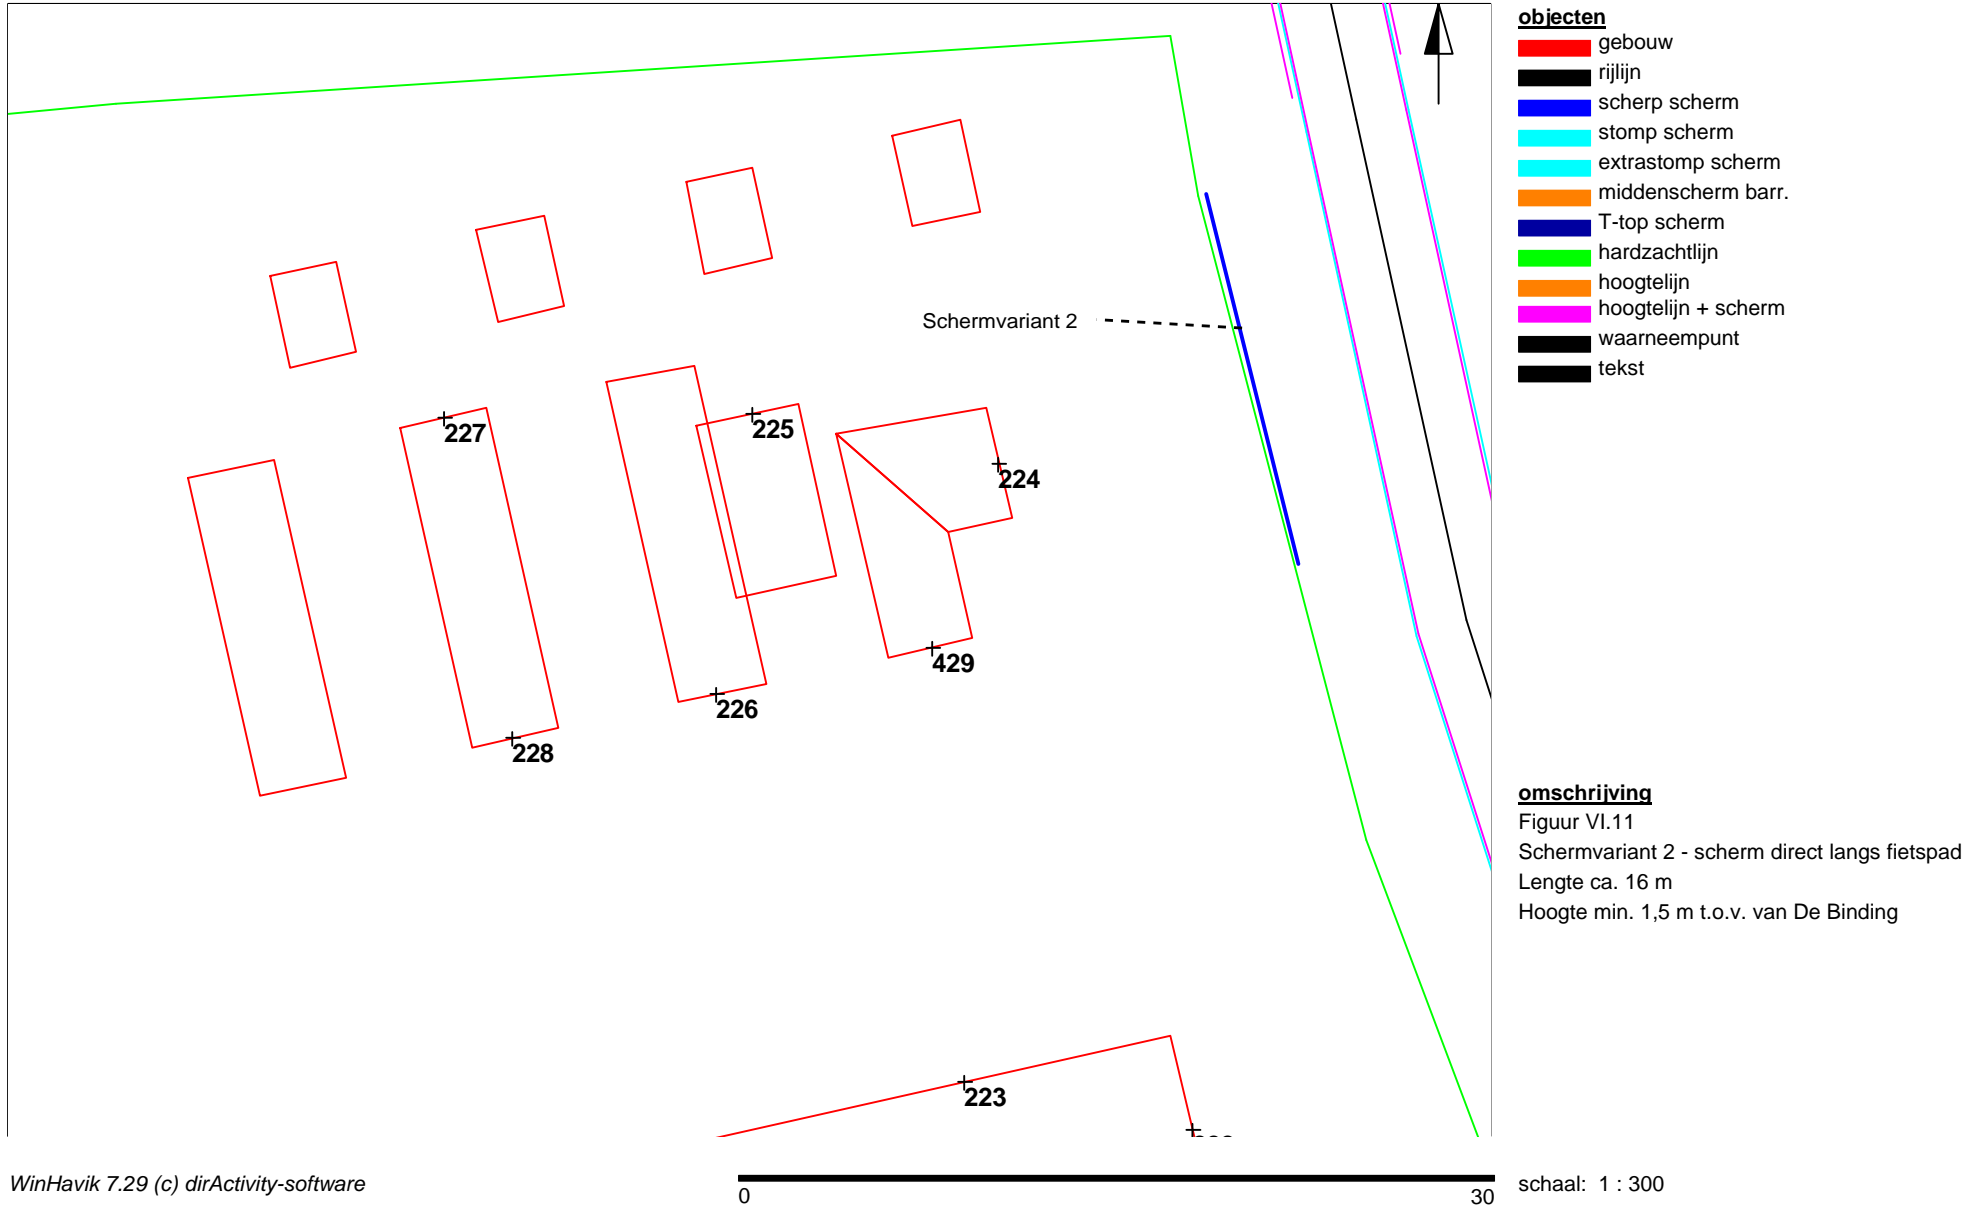 objecten
gebouw
rijlijn
scherp scherm
stomp scherm
extrastomp scherm
middenscherm barr.
T-top scherm
hardzachtlijn
hoogtelijn
hoogtelijn + scherm
waarneempunt
tekst
Schermvariant 2
227
225
224
429
226
228
223
omschrijving
Figuur VI.11
Schermvariant 2 - scherm direct langs fietspad
Lengte ca. 16 m
Hoogte min. 1,5 m t.o.v. van De Binding
WinHavik 7.29 (c) dirActivity-software
0
30
schaal: 1 : 300